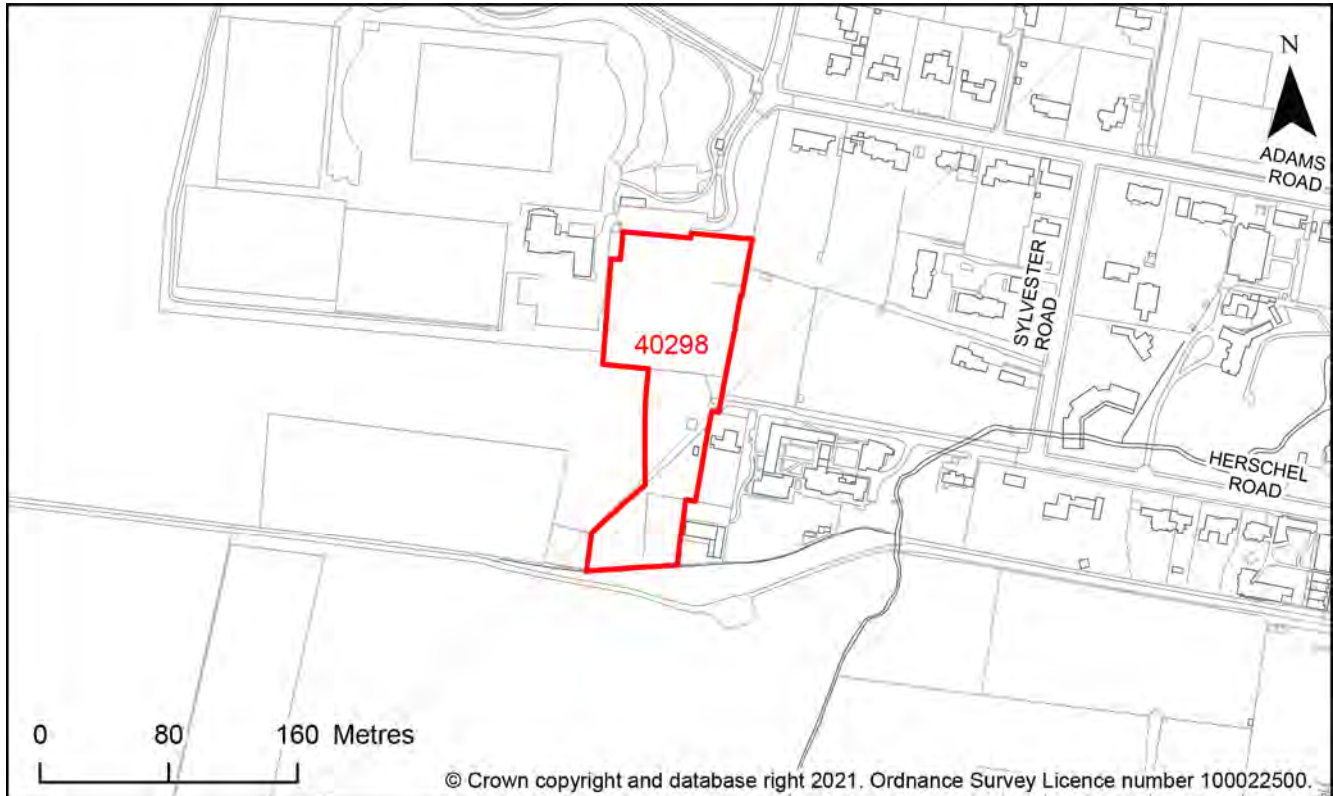 N
ADAMS
ROAD
SYLVESTER
ROAD
40298
HERSCHEL
ROAD
0 80 160 Metres
© Crown copyright and database right 2021. Ordnance Survey Licence number 100022500.